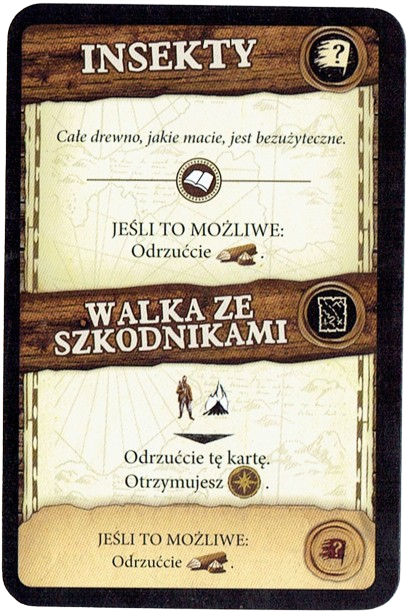 INSEKTY
?
Całe drewno, jakie macie, jest bezużyteczne.
JEŚLI TO MOŻLIWE:
Odrzućcie .
WALKA ZE
SZKODNIKAMI
Odrzućcie tę kartę.
Otrzymujesz .
JEŚLI TO MOŻLIWE:
Odrzućcie .
?